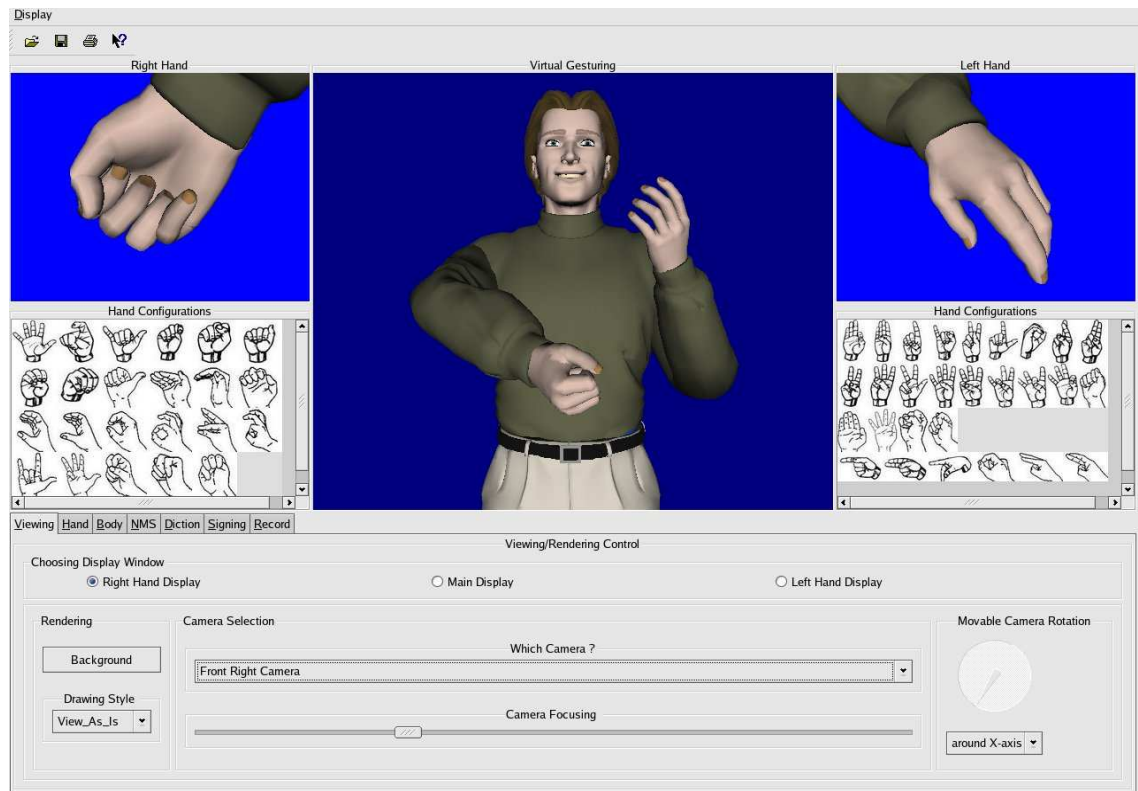 Display
Right Hand
Virtual Gesturing
Left Hand
Hand Configurations
Hand Configurations
Viewing Hand Body NMS Diction Signing Record
Viewing/Rendering Control
Choosing Display Window
Right Hand Display
Main Display
Left Hand Display
Rendering
Camera Selection
Movable Camera Rotation
Which Camera ?
Background
Front Right Camera
Drawing Style
Camera Focusing
View_As_Is
around X-axis